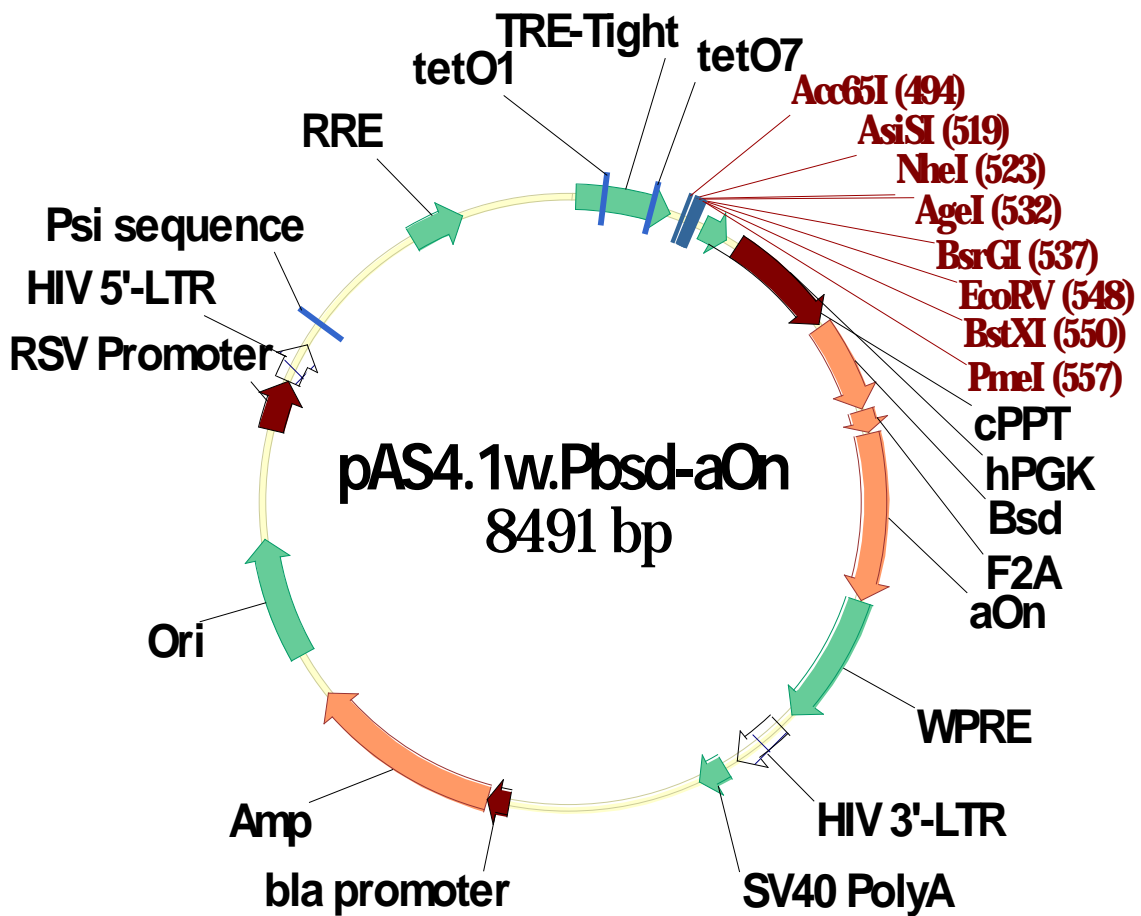 TRE-Tight
tetO1
tetO7
Acc65I (494)
RRE
AsiSI (519)
NheI (523)
AgeI (532)
Psi sequence
BsrGI (537)
HIV 5'-LTR
EcoRV (548)
BstXI (550)
RSV Promoter
PmeI (557)
cPPT
pAS4.1w.Pbsd-aOn
hPGK
8491 bp
Bsd
F2A
aOn
Ori
WPRE
Amp
HIV 3'-LTR
bla promoter
SV40 PolyA